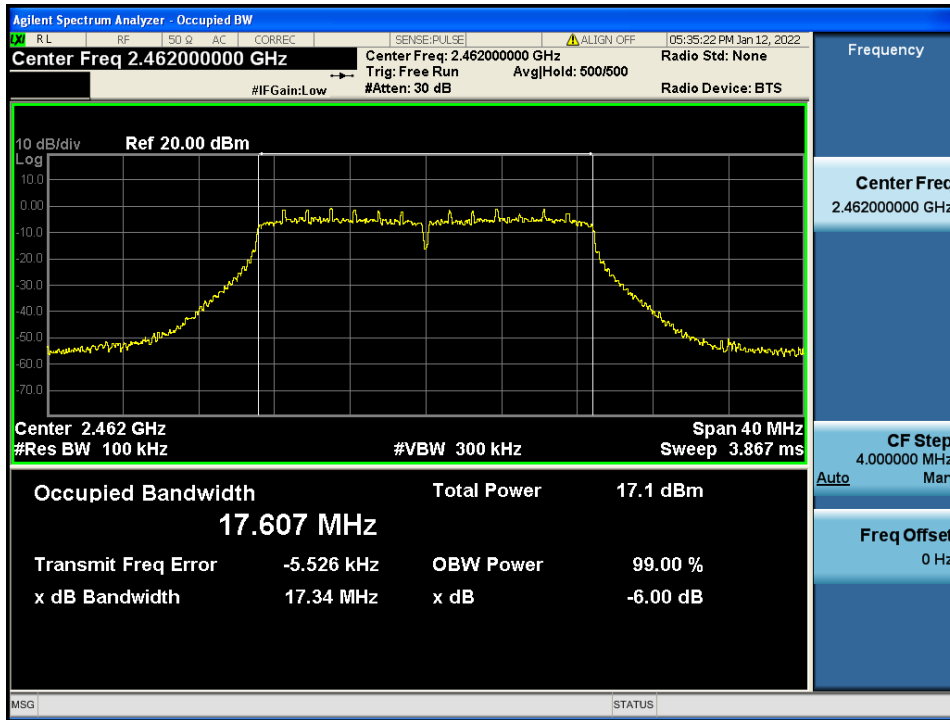 Agilent Spectrum Analyzer - Occupied BW
LXI RL RF 50 Ω AC CORREC SENSE:PULSE ALIGN OFF 05:35:22 PM Jan 12, 2022
Center Freq 2.462000000 GHz
Center Freq: 2.462000000 GHz Radio Std: None
Trig: Free Run Avg|Hold: 500/500
#IFGain:Low #Atten: 30 dB Radio Device: BTS
10 dB/div Ref 20.00 dBm
Log
10.0
0.00
-10.0
-20.0
-30.0
-40.0
-50.0
-60.0
-70.0
Center 2.462 GHz Span 40 MHz
#Res BW 100 kHz #VBW 300 kHz Sweep 3.867 ms
Occupied Bandwidth Total Power 17.1 dBm
17.607 MHz
Transmit Freq Error -5.526 kHz OBW Power 99.00 %
x dB Bandwidth 17.34 MHz x dB -6.00 dB
MSG STATUS
Frequency
Center Freq
2.462000000 GHz
CF Step
4.000000 MHz
Auto Man
Freq Offset
0 Hz